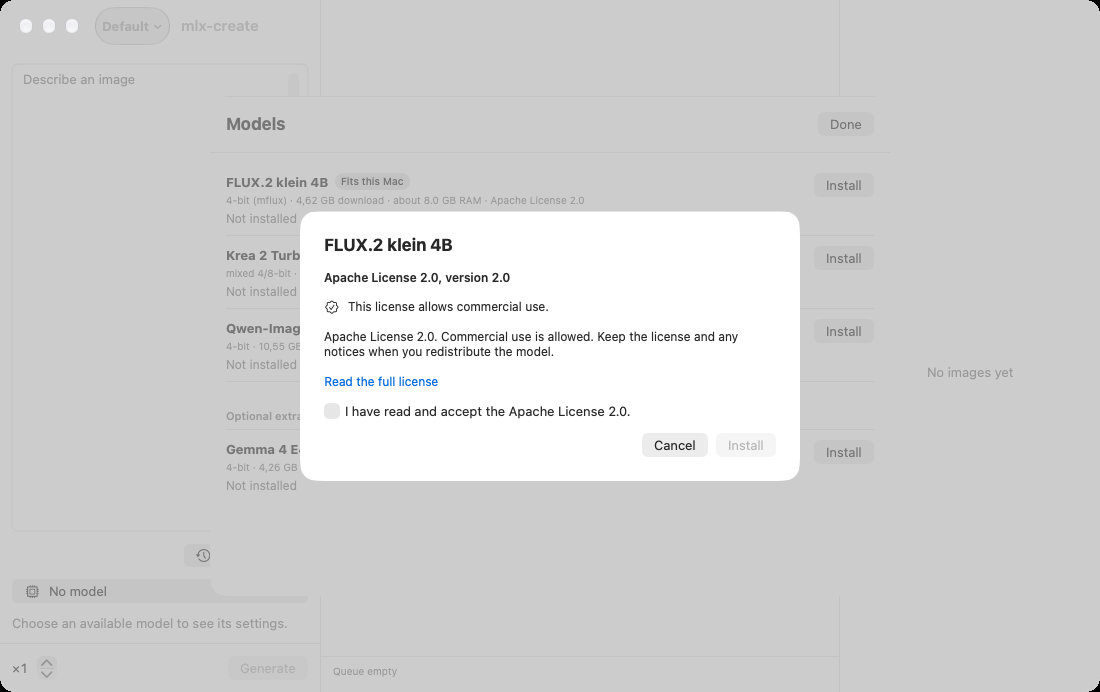 Default
mlx-create
Describe an image
Models
Done
FLUX.2 klein 4B
Fits this Mac
Install
4-bit (mflux) · 4,62 GB download · about 8.0 GB RAM · Apache License 2.0
Not installed
Krea 2 Turb
Install
mixed 4/8-bit ·
Not installed
Qwen-Imag
Install
4-bit · 10,55 GB
Not installed
Optional extra
Gemma 4 E
Install
4-bit · 4,26 GB
Not installed
FLUX.2 klein 4B
Apache License 2.0, version 2.0
This license allows commercial use.
Apache License 2.0. Commercial use is allowed. Keep the license and any
notices when you redistribute the model.
Read the full license
I have read and accept the Apache License 2.0.
Cancel
Install
No images yet
No model
Choose an available model to see its settings.
×1
Generate
Queue empty